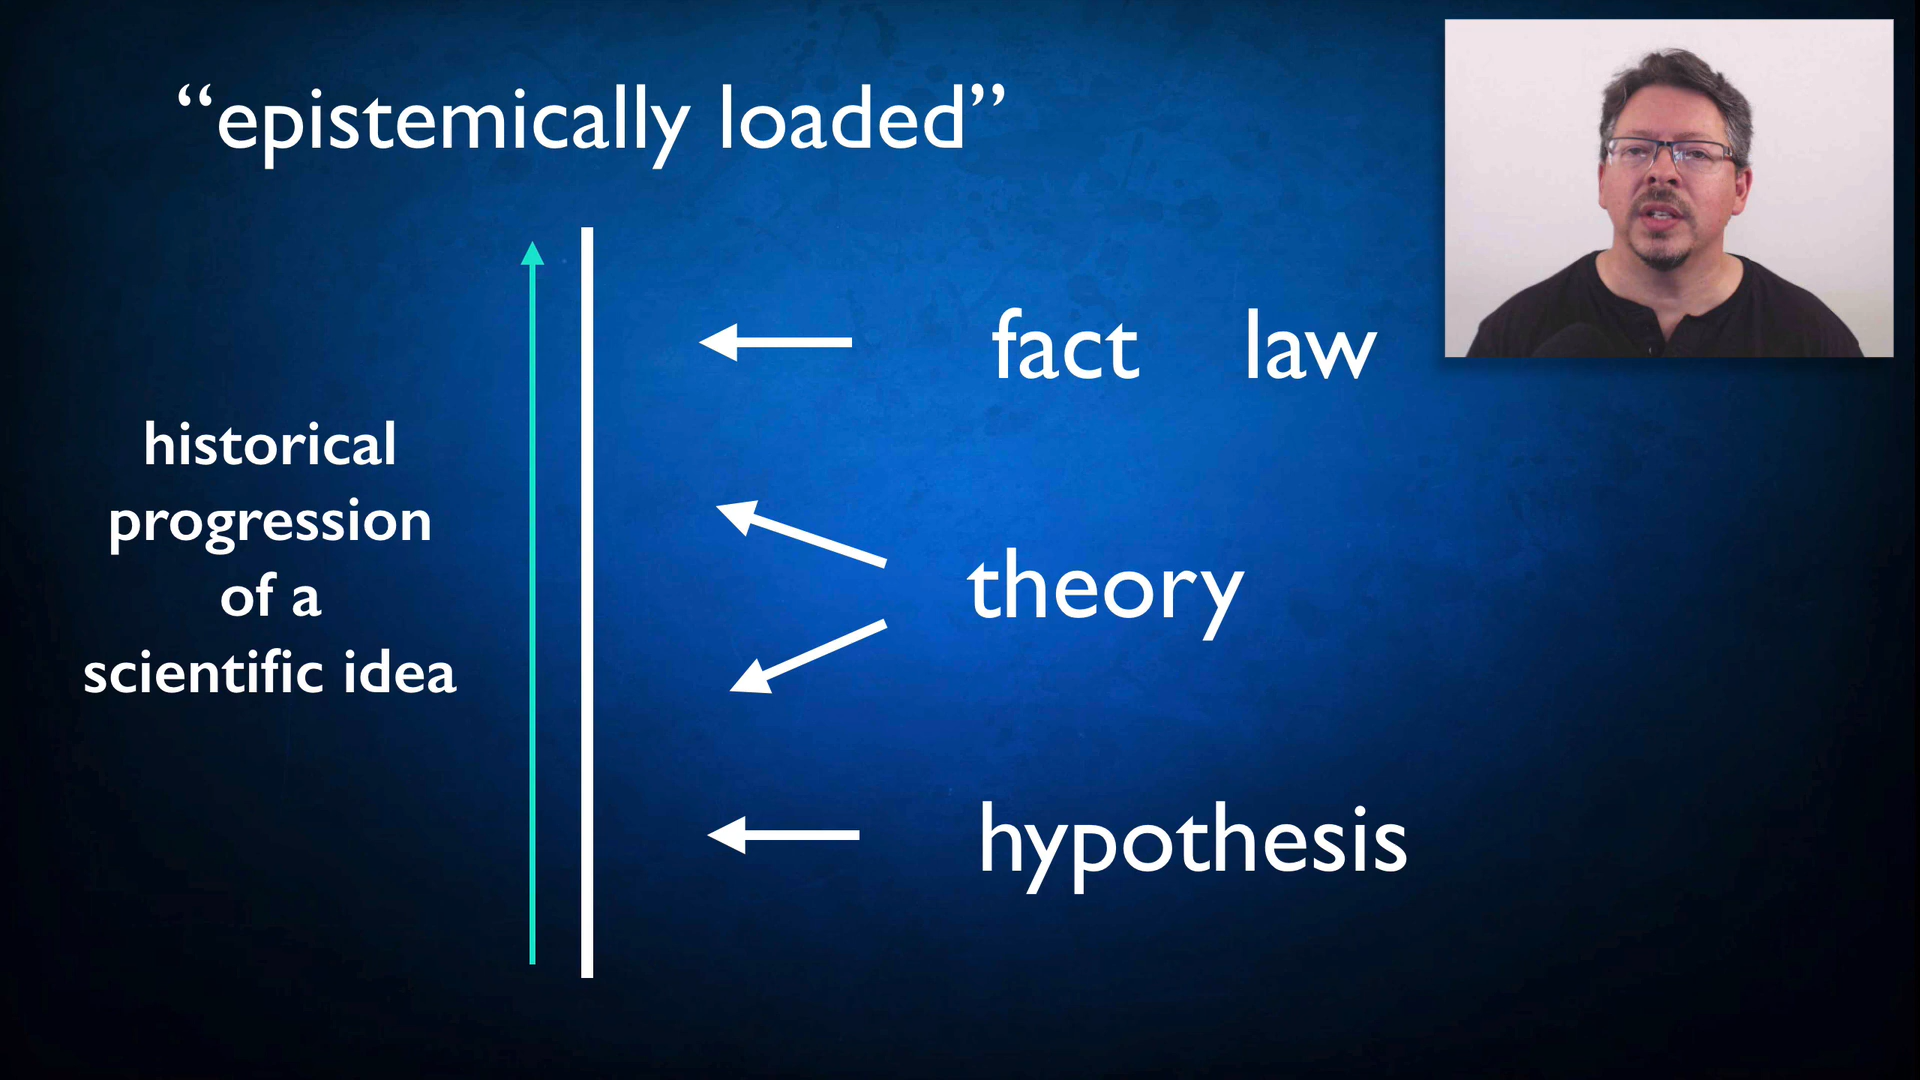 “epistemically loaded”
fact law
historical
progression
of a
scientific idea
theory
hypothesis